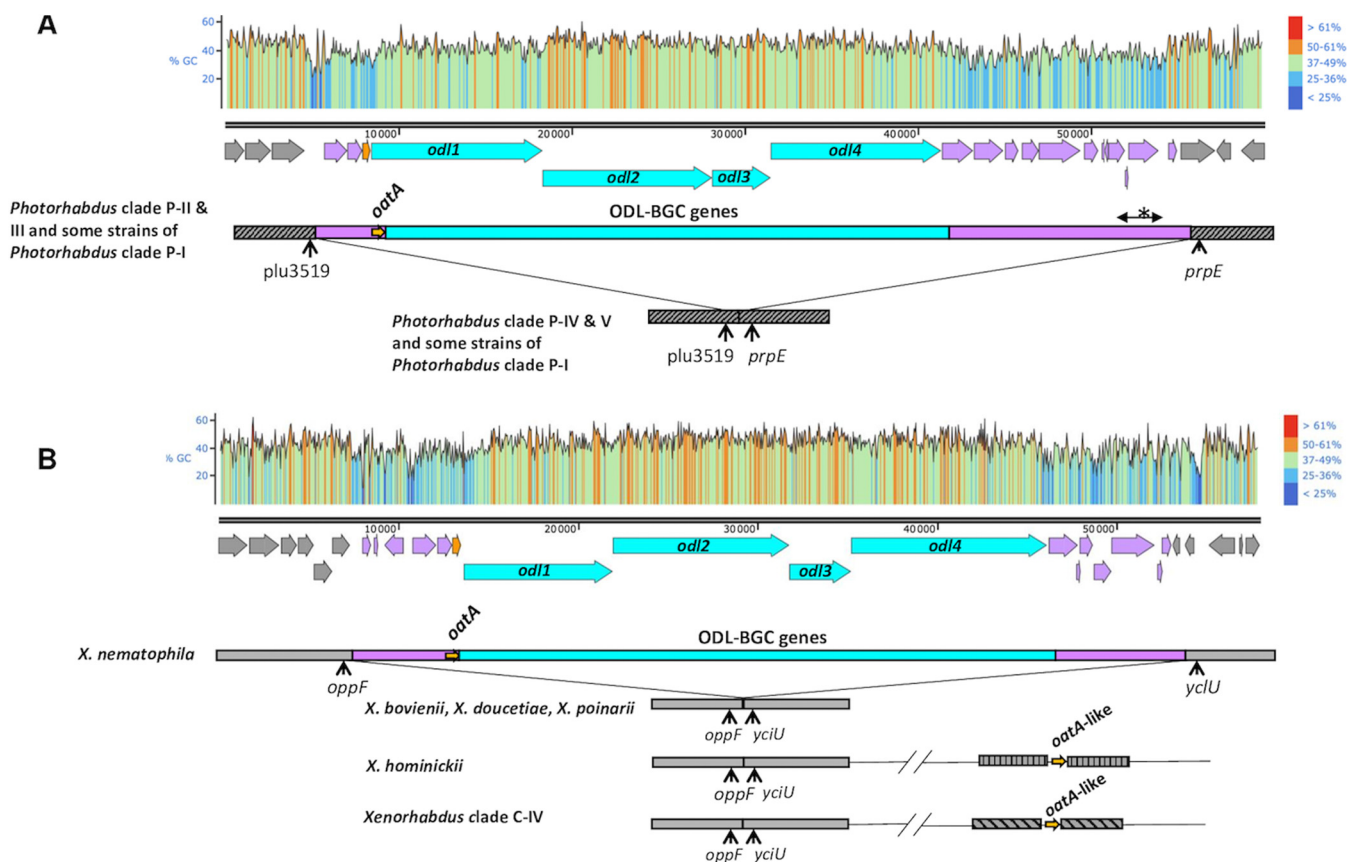 A
60
40
% GC
20
> 61%
50-61%
37-49%
25-36%
< 25%
10000
20000
30000
40000
50000
odl1
odl4
odl2
odl3
oatA
ODL-BGC genes
*
Photorhabdus clade P-II &
III and some strains of
Photorhabdus clade P-I
plu3519
prpE
Photorhabdus clade P-IV & V
and some strains of
Photorhabdus clade P-I
plu3519
prpE
B
60
40
% GC
20
> 61%
50-61%
37-49%
25-36%
< 25%
10000
20000
30000
40000
50000
odl2
odl4
odl1
odl3
oatA
ODL-BGC genes
X. nematophila
oppF
yclU
X. bovienii, X. doucetiae, X. poinarii
oppF yciU
oatA-like
X. hominickii
oppF yciU
oatA-like
Xenorhabdus clade C-IV
oppF yciU